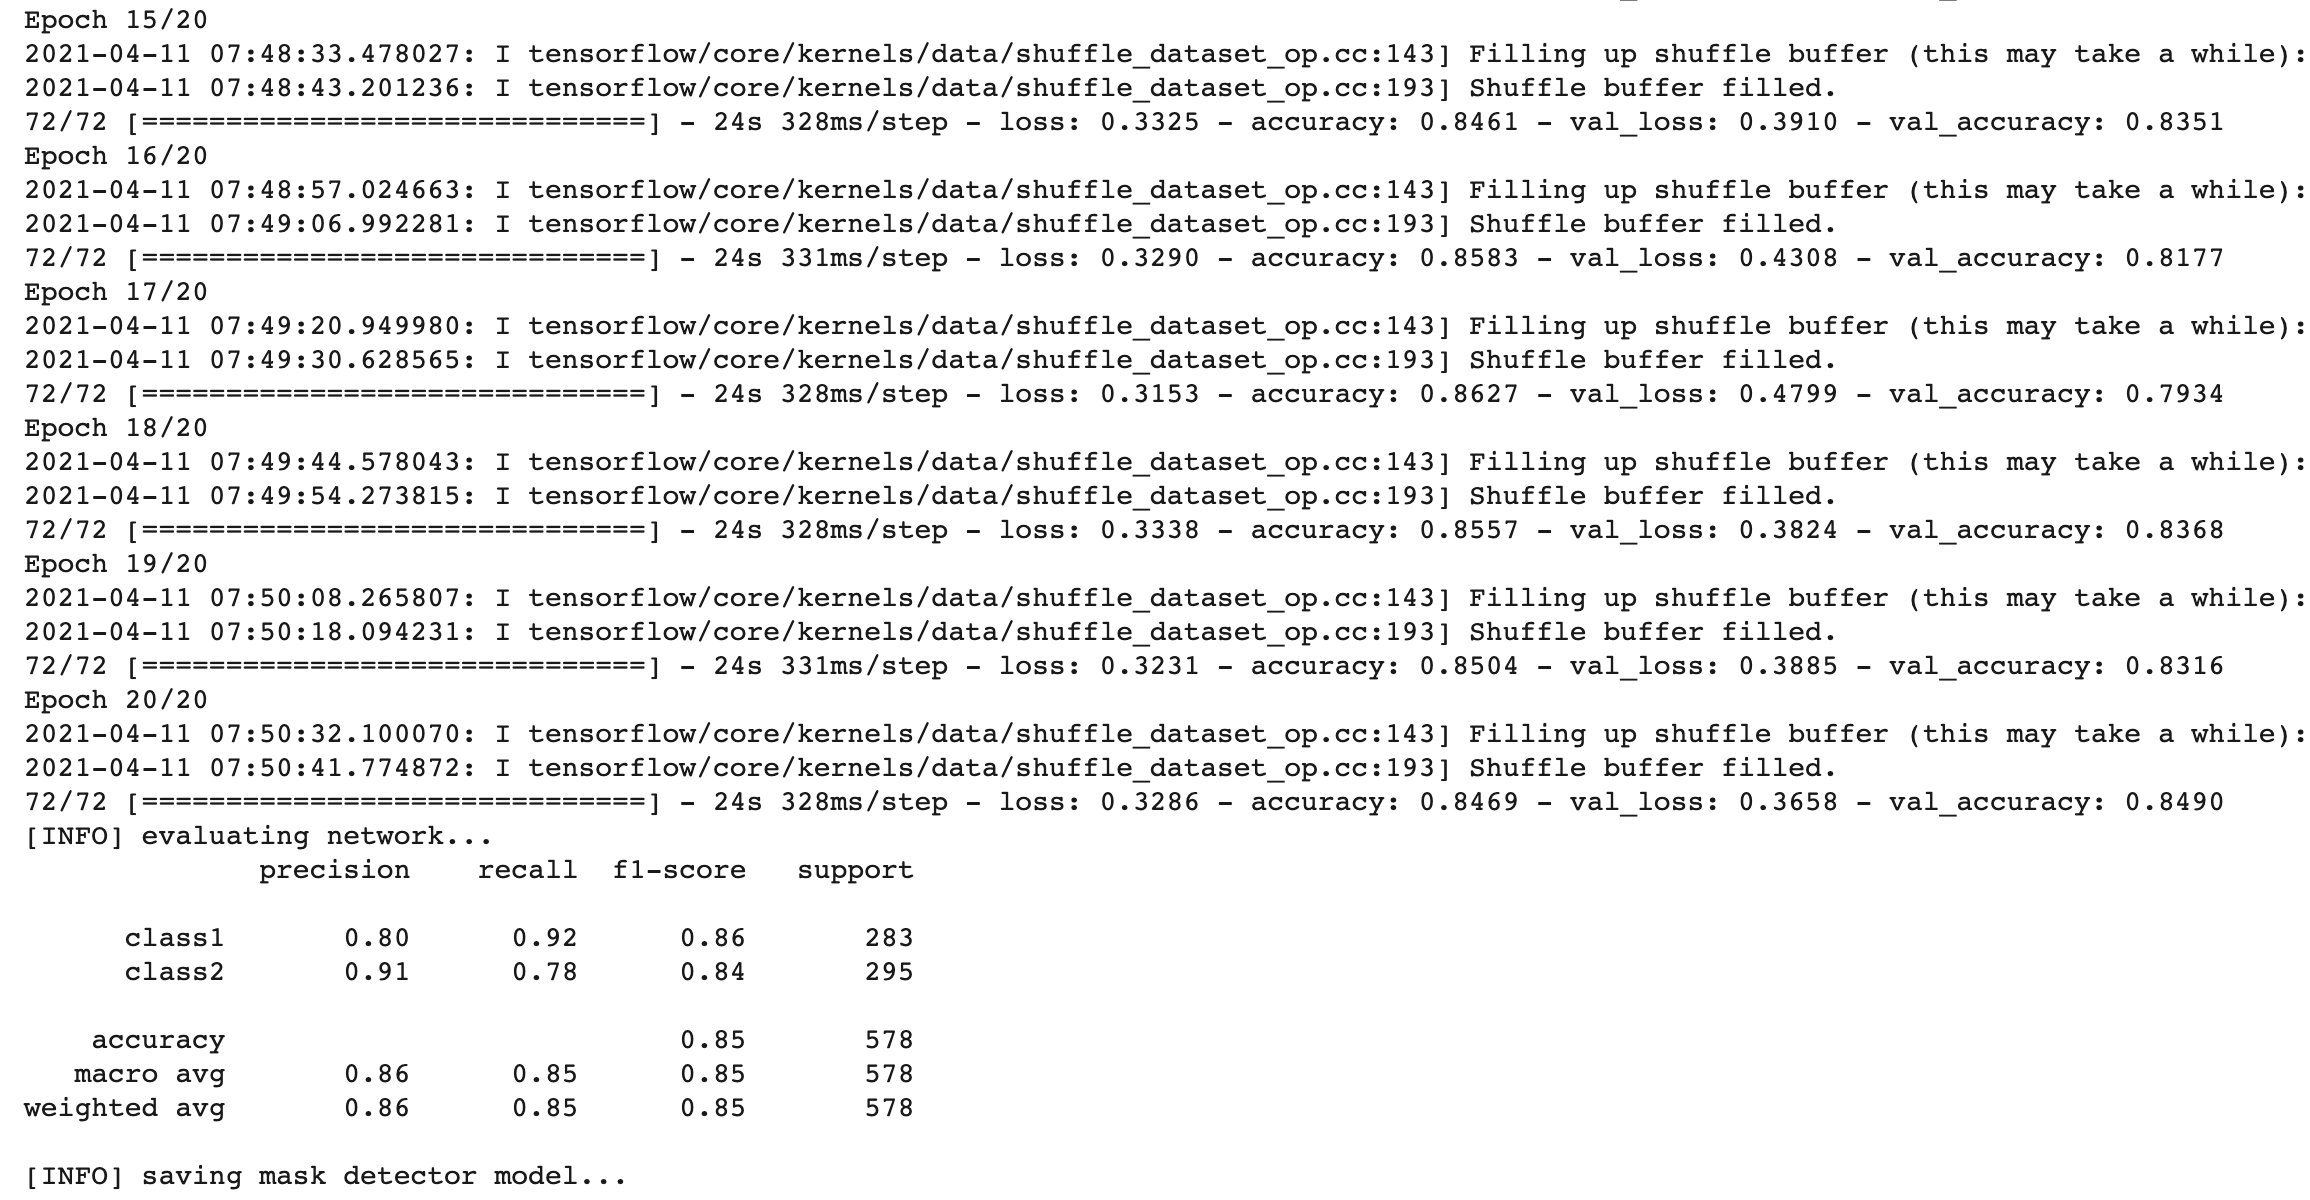 Epoch 15/20
2021-04-11 07:48:33.478027: I tensorflow/core/kernels/data/shuffle_dataset_op.cc:143] Filling up shuffle buffer (this may take a while):
2021-04-11 07:48:43.201236: I tensorflow/core/kernels/data/shuffle_dataset_op.cc:193] Shuffle buffer filled.
72/72 [==============================] - 24s 328ms/step - loss: 0.3325 - accuracy: 0.8461 - val_loss: 0.3910 - val_accuracy: 0.8351
Epoch 16/20
2021-04-11 07:48:57.024663: I tensorflow/core/kernels/data/shuffle_dataset_op.cc:143] Filling up shuffle buffer (this may take a while):
2021-04-11 07:49:06.992281: I tensorflow/core/kernels/data/shuffle_dataset_op.cc:193] Shuffle buffer filled.
72/72 [==============================] - 24s 331ms/step - loss: 0.3290 - accuracy: 0.8583 - val_loss: 0.4308 - val_accuracy: 0.8177
Epoch 17/20
2021-04-11 07:49:20.949980: I tensorflow/core/kernels/data/shuffle_dataset_op.cc:143] Filling up shuffle buffer (this may take a while):
2021-04-11 07:49:30.628565: I tensorflow/core/kernels/data/shuffle_dataset_op.cc:193] Shuffle buffer filled.
72/72 [==============================] - 24s 328ms/step - loss: 0.3153 - accuracy: 0.8627 - val_loss: 0.4799 - val_accuracy: 0.7934
Epoch 18/20
2021-04-11 07:49:44.578043: I tensorflow/core/kernels/data/shuffle_dataset_op.cc:143] Filling up shuffle buffer (this may take a while):
2021-04-11 07:49:54.273815: I tensorflow/core/kernels/data/shuffle_dataset_op.cc:193] Shuffle buffer filled.
72/72 [==============================] - 24s 328ms/step - loss: 0.3338 - accuracy: 0.8557 - val_loss: 0.3824 - val_accuracy: 0.8368
Epoch 19/20
2021-04-11 07:50:08.265807: I tensorflow/core/kernels/data/shuffle_dataset_op.cc:143] Filling up shuffle buffer (this may take a while):
2021-04-11 07:50:18.094231: I tensorflow/core/kernels/data/shuffle_dataset_op.cc:193] Shuffle buffer filled.
72/72 [==============================] - 24s 331ms/step - loss: 0.3231 - accuracy: 0.8504 - val_loss: 0.3885 - val_accuracy: 0.8316
Epoch 20/20
2021-04-11 07:50:32.100070: I tensorflow/core/kernels/data/shuffle_dataset_op.cc:143] Filling up shuffle buffer (this may take a while):
2021-04-11 07:50:41.774872: I tensorflow/core/kernels/data/shuffle_dataset_op.cc:193] Shuffle buffer filled.
72/72 [==============================] - 24s 328ms/step - loss: 0.3286 - accuracy: 0.8469 - val_loss: 0.3658 - val_accuracy: 0.8490
[INFO] evaluating network...
precision recall f1-score support
class1 0.80 0.92 0.86 283
class2 0.91 0.78 0.84 295
accuracy 0.85 578
macro avg 0.86 0.85 0.85 578
weighted avg 0.86 0.85 0.85 578
[INFO] saving mask detector model...